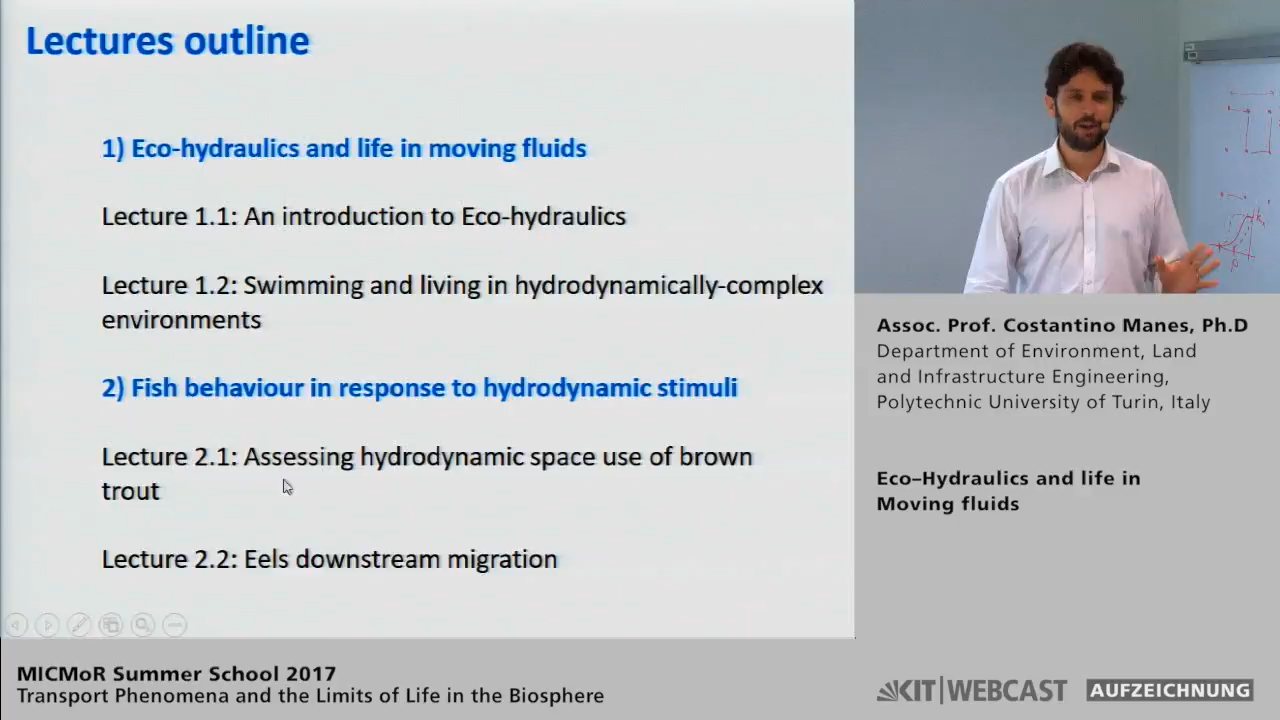 Lectures outline
1) Eco-hydraulics and life in moving fluids
Lecture 1.1: An introduction to Eco-hydraulics
Lecture 1.2: Swimming and living in hydrodynamically-complex
environments
2) Fish behaviour in response to hydrodynamic stimuli
Lecture 2.1: Assessing hydrodynamic space use of brown
trout
Lecture 2.2: Eels downstream migration
Assoc. Prof. Costantino Manes, Ph.D
Department of Environment, Land
and Infrastructure Engineering,
Polytechnic University of Turin, Italy
Eco–Hydraulics and life in
Moving fluids
MICMoR Summer School 2017
Transport Phenomena and the Limits of Life in the Biosphere
KIT|WEBCAST AUFZEICHNUNG